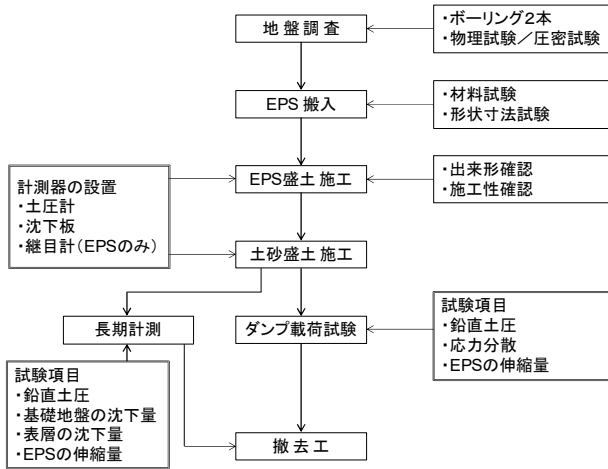 地盤調査
・ボーリング2本
・物理試験／圧密試験
EPS 搬入
・材料試験
・形状寸法試験
計測器の設置
・土圧計
・沈下板
・継目計（EPSのみ）
EPS盛土 施工
・出来形確認
・施工性確認
土砂盛土 施工
長期計測
ダンプ載荷試験
試験項目
・鉛直土圧
・応力分散
・EPSの伸縮量
試験項目
・鉛直土圧
・基礎地盤の沈下量
・表層の沈下量
・EPSの伸縮量
撤去工